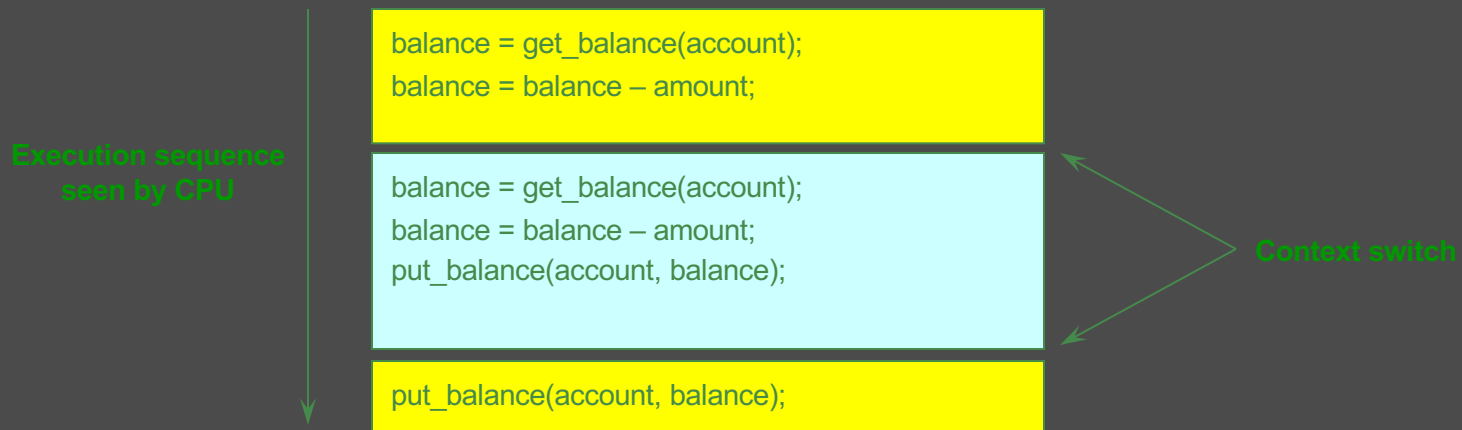 balance = get_balance(account);
balance = balance – amount;
Execution sequence
seen by CPU
balance = get_balance(account);
balance = balance – amount;
put_balance(account, balance);
Context switch
put_balance(account, balance);